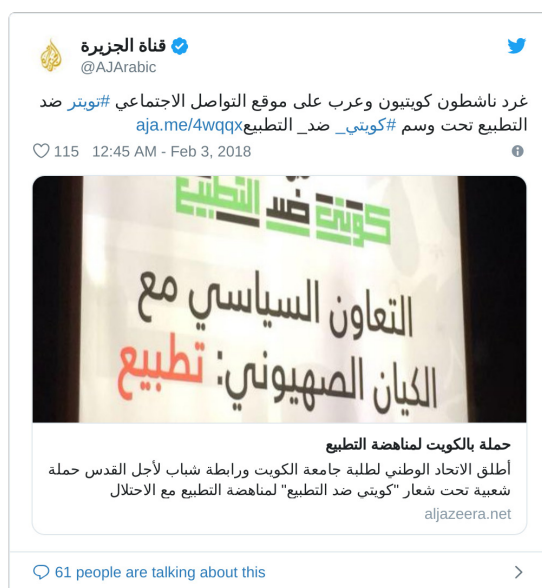 قناة الجزيرة
@AJArabic
غرد ناشطون كويتيون وعرب على موقع التواصل الاجتماعي #تويتر ضد
التطبيع تحت وسم #كويتي_ ضد_ التطبيعaja.me/4wqqx
115 12:45 AM - Feb 3, 2018
كويتي ضد التطبيع
التعاون السياسي مع
الكيان الصهيوني: تطبيع
حملة بالكويت لمناهضة التطبيع
أطلق الاتحاد الوطني لطلبة جامعة الكويت ورابطة شباب لأجل القدس حملة
شعبية تحت شعار "كويتي ضد التطبيع" لمناهضة التطبيع مع الاحتلال
aljazeera.net
61 people are talking about this